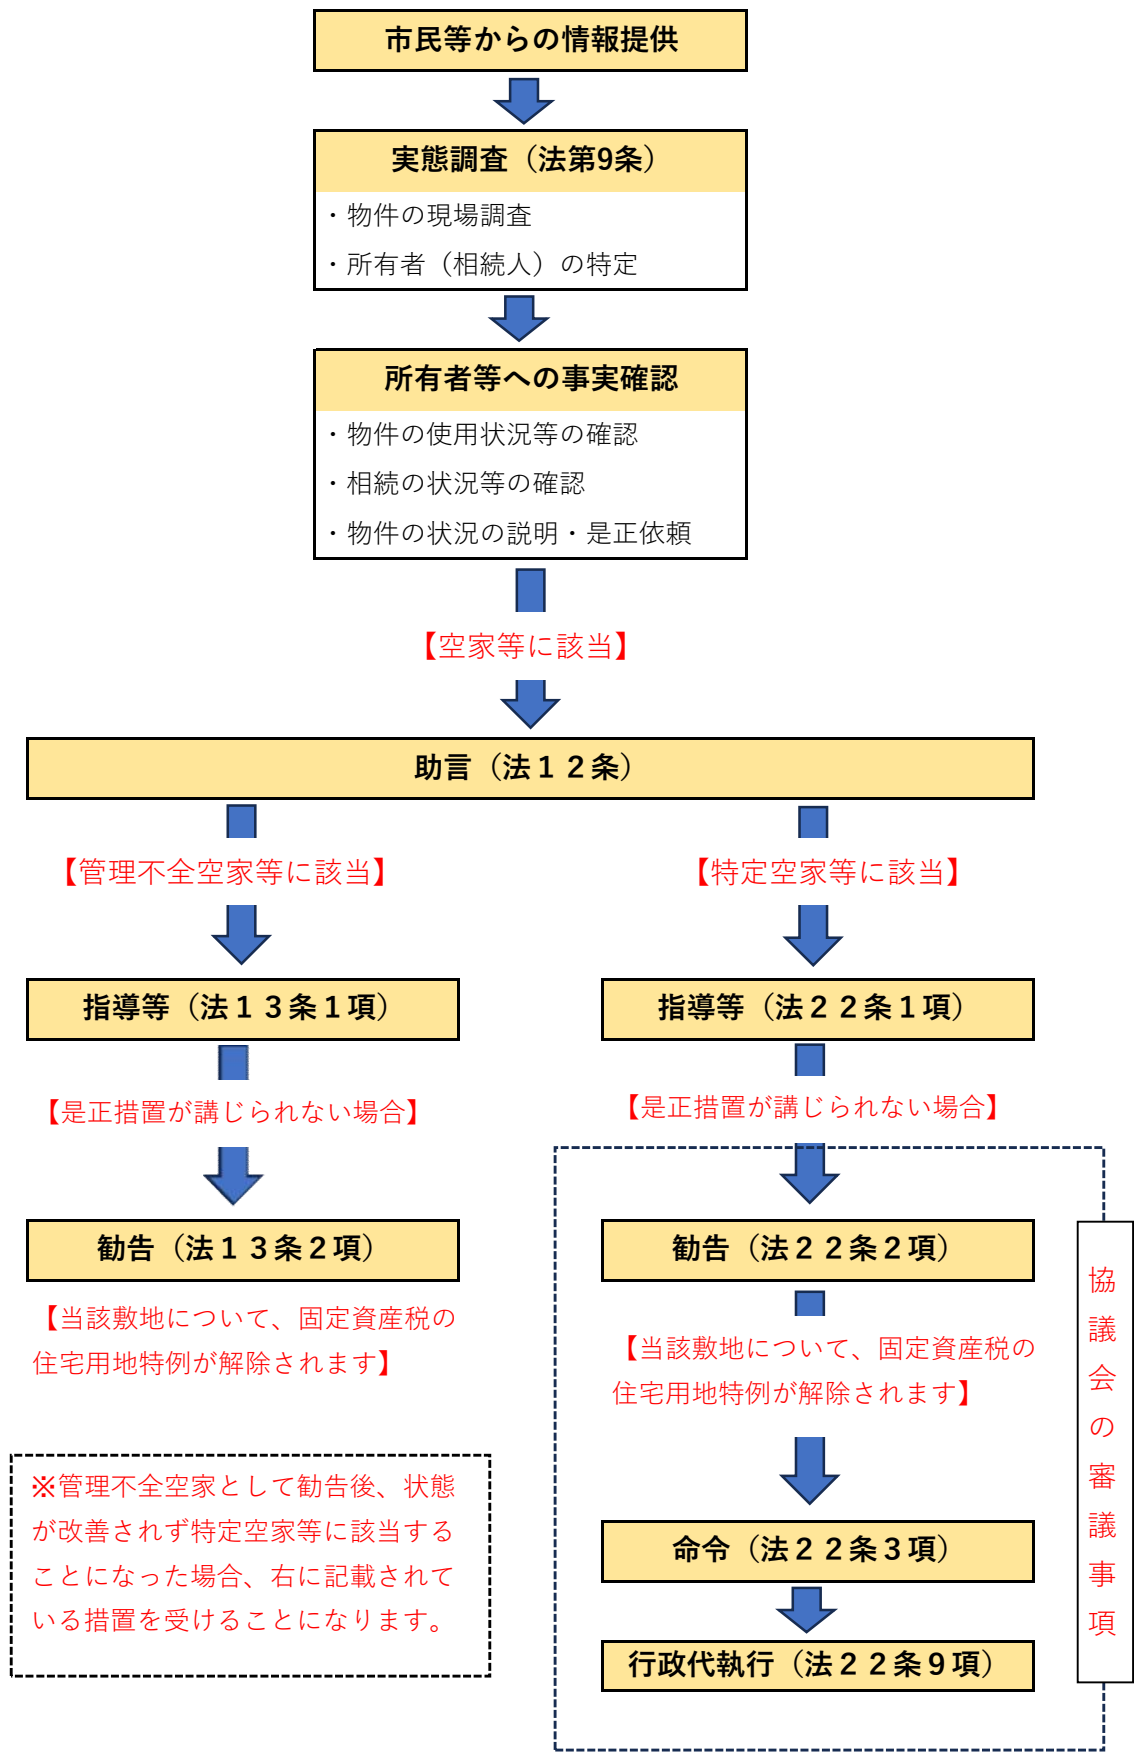 市民等からの情報提供
実態調査（法第9条）
・物件の現場調査
・所有者（相続人）の特定
所有者等への事実確認
・物件の使用状況等の確認
・相続の状況等の確認
・物件の状況の説明・是正依頼
【空家等に該当】
助言（法１２条）
【管理不全空家等に該当】
【特定空家等に該当】
指導等（法１３条１項）
指導等（法２２条１項）
【是正措置が講じられない場合】
【是正措置が講じられない場合】
勧告（法１３条２項）
勧告（法２２条２項）
【当該敷地について、固定資産税の
住宅用地特例が解除されます】
【当該敷地について、固定資産税の
住宅用地特例が解除されます】
※管理不全空家として勧告後、状態
が改善されず特定空家等に該当する
ことになった場合、右に記載されて
いる措置を受けることになります。
命令（法２２条３項）
行政代執行（法２２条９項）
協議会の審議事項